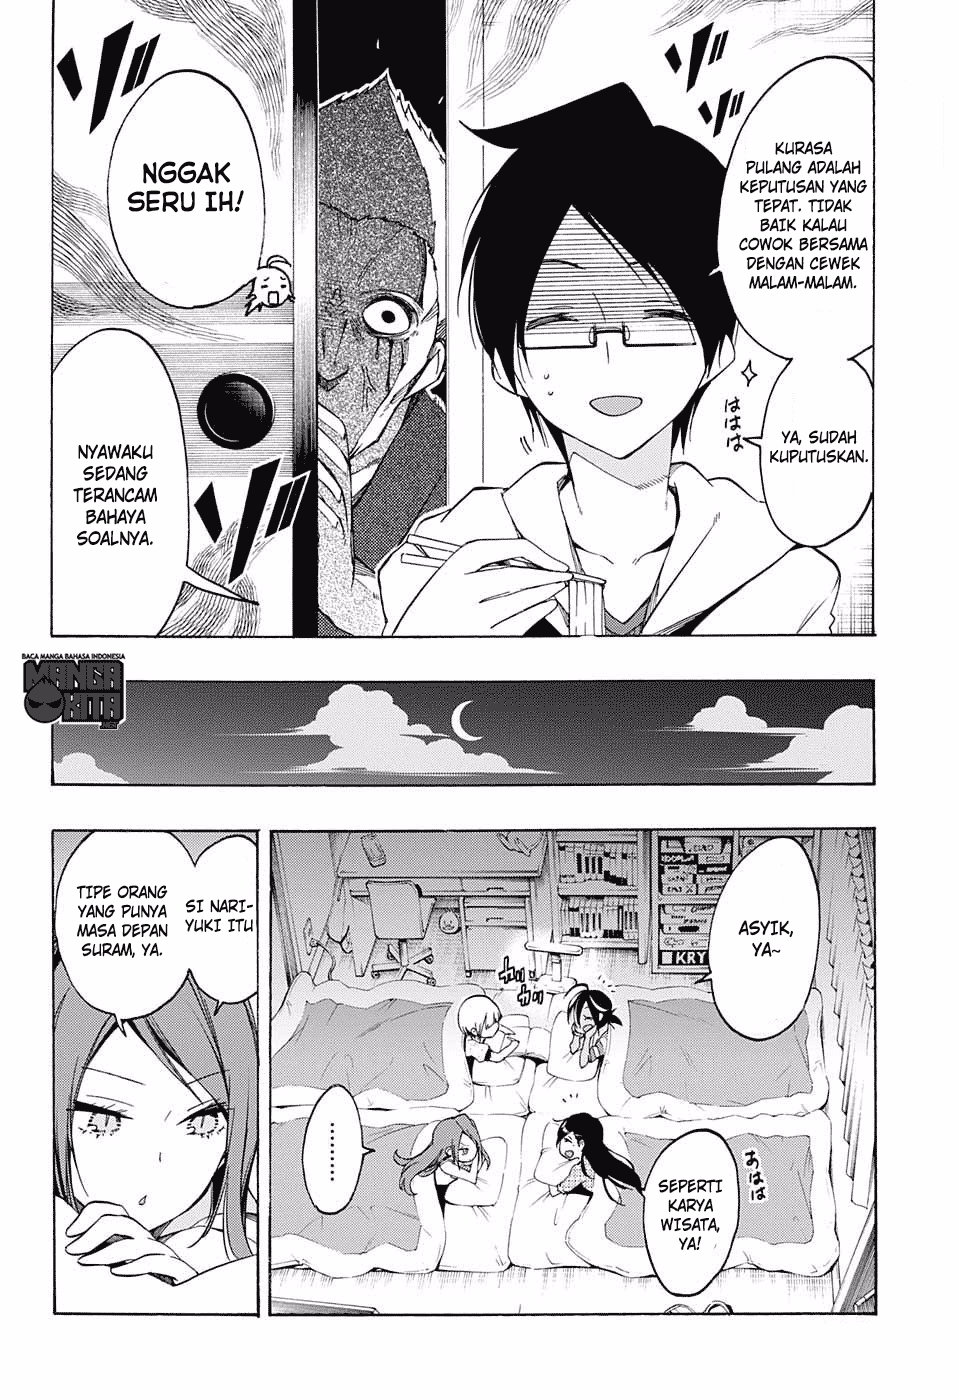 KURASA
PULANG ADALAH
KEPUTUSAN YANG
TEPAT. TIDAK
BAIK KALAU
COWOK BERSAMA
DENGAN CEWEK
MALAM-MALAM.
YA, SUDAH
KUPUTUSKAN.
ははは
NGGAK
SERU IH!
NYAWAKU
SEDANG
TERANCAM
BAHAYA
SOALNYA.
BACA MANGA BAHASA INDONESIA
MANGA
KITA
ASYIK,
YA~
KRY
SEPERTI
KARYA
WISATA,
YA!
あはは
.........
SI NARI-
YUKI ITU
TIPE ORANG
YANG PUNYA
MASA DEPAN
SURAM, YA.